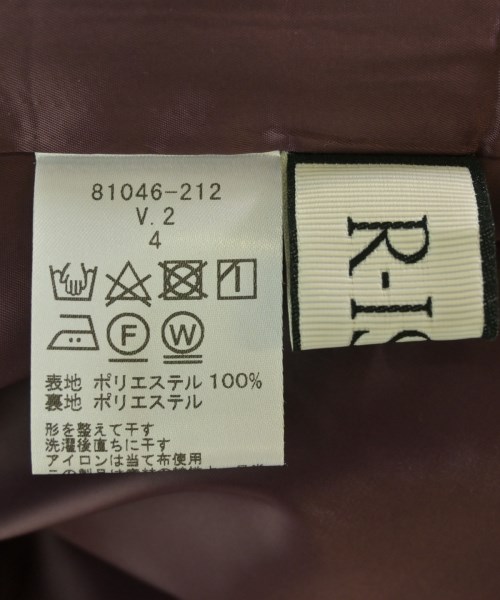 81046-212
V.2
4
F
W
表地 ポリエステル 100%
裏地 ポリエステル
形を整えて干す
洗濯後直ちに干す
アイロンは当て布使用
R-IS